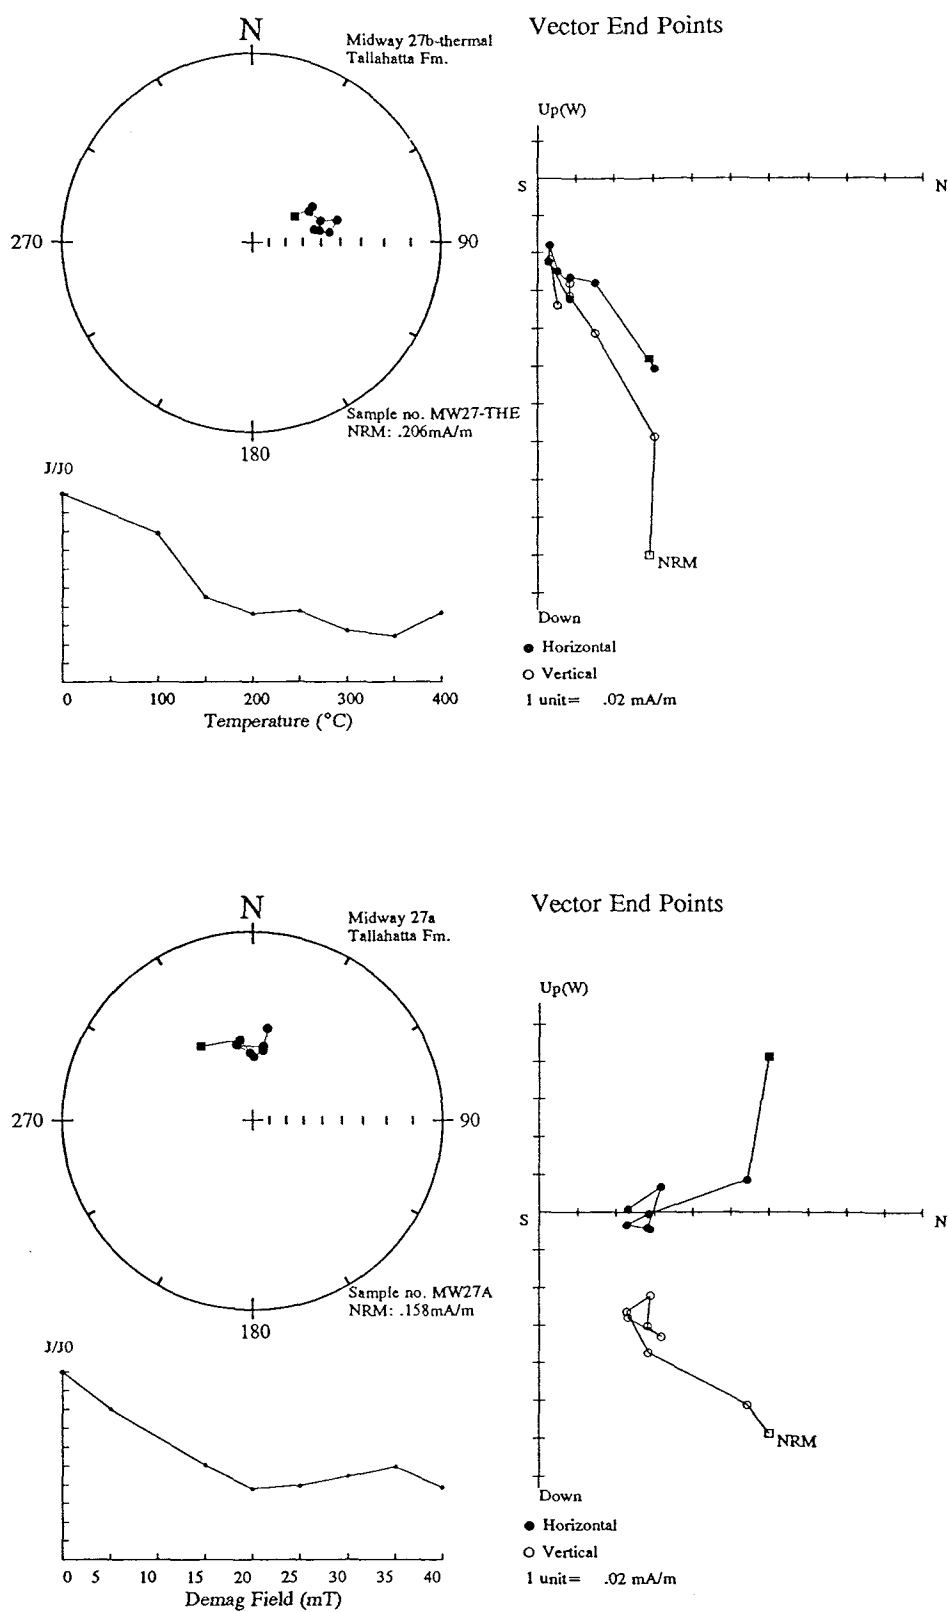 N
Midway 27b-thermal
Tallahatta Fm.
270
90
180
Sample no. MW27-THE
NRM: .206mA/m
Vector End Points
Up(W)
S
N
NRM
Down
Horizontal
Vertical
1 unit= .02 mA/m
J/J0
0 100 200 300 400
Temperature (°C)
N
Midway 27a
Tallahatta Fm.
270
90
180
Sample no. MW27A
NRM: .158mA/m
Vector End Points
Up(W)
S
N
NRM
Down
Horizontal
Vertical
1 unit= .02 mA/m
J/J0
0 5 10 15 20 25 30 35 40
Demag Field (mT)